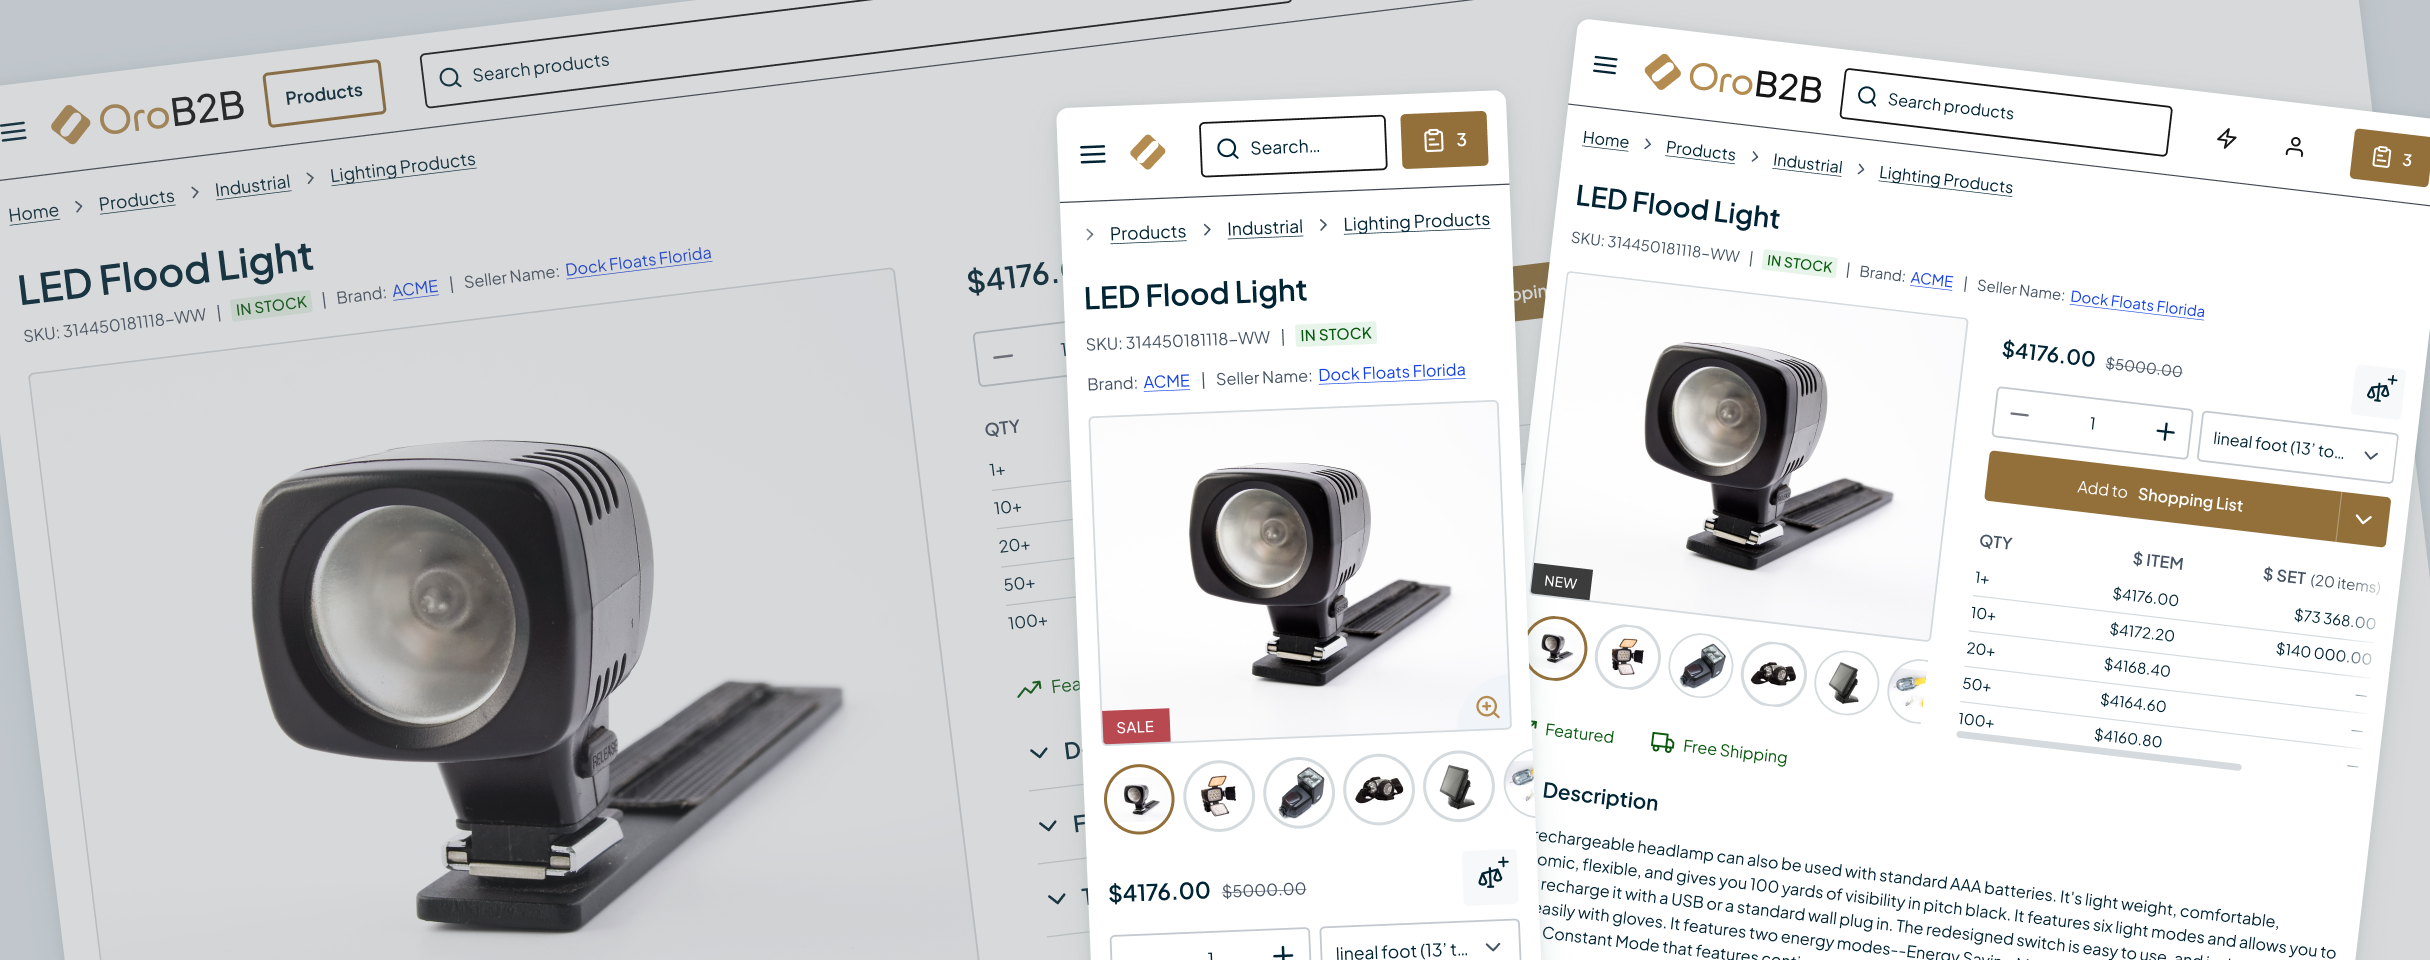 OroB2B
Products
Search products
Home > Products > Industrial > Lighting Products
LED Flood Light
SKU: 314450181118-WW | IN STOCK | Brand: ACME | Seller Name: Dock Floats Florida
RELEASE
$4176.
QTY
1+
10+
20+
50+
100+
Search...
3
> Products > Industrial > Lighting Products
LED Flood Light
SKU: 314450181118-WW | IN STOCK
Brand: ACME | Seller Name: Dock Floats Florida
SALE
$4176.00 $5000.00
1
lineal foot (13' t...
OroB2B
Search products
3
Home > Products > Industrial > Lighting Products
LED Flood Light
SKU: 314450181118-WW | IN STOCK | Brand: ACME | Seller Name: Dock Floats Florida
NEW
$4176.00 $5000.00
1
lineal foot (13' to...
Add to Shopping List
QTY $ ITEM $ SET (20 items)
1+ $4176.00 $73 368.00
10+ $4172.20 $140 000.00
20+ $4168.40 –
50+ $4164.60 –
100+ $4160.80 –
Featured
Free Shipping
Description
rechargeable headlamp can also be used with standard AAA batteries. It's light weight, comfortable,
omic, flexible, and gives you 100 yards of visibility in pitch black. It features six light modes and allows you to
recharge it with a USB or a standard wall plug in. The redesigned switch is easy to use, and
easily with gloves. It features two energy modes--Energy
Constant Mode that features